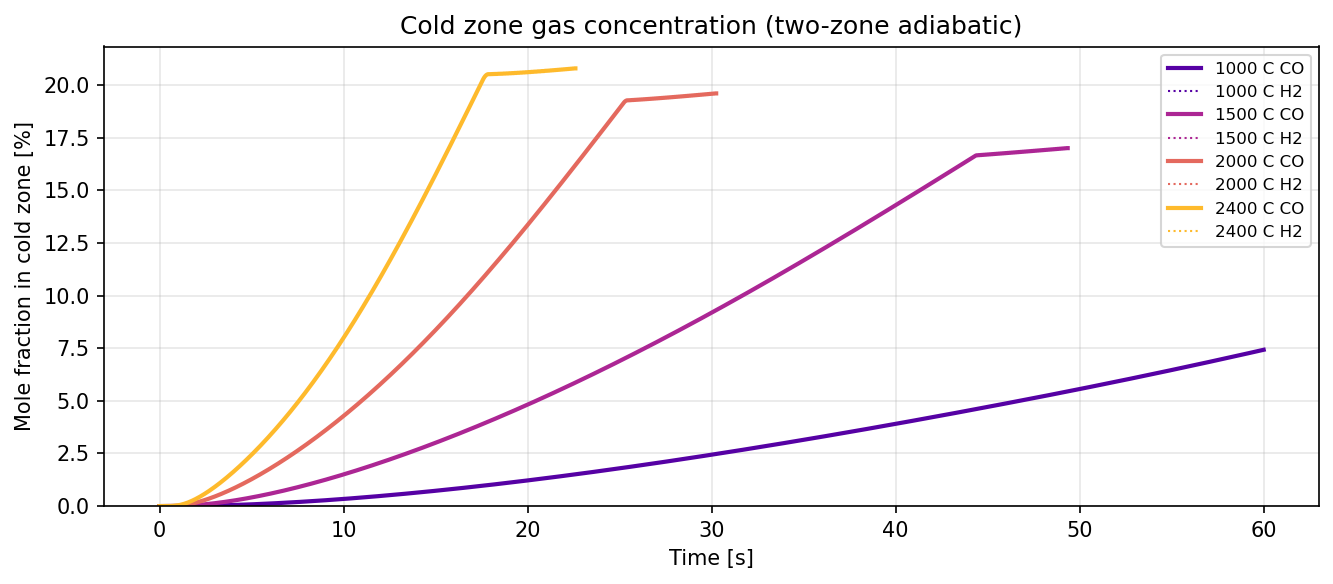 Cold zone gas concentration (two-zone adiabatic)
Mole fraction in cold zone [%]
20.0
17.5
15.0
12.5
10.0
7.5
5.0
2.5
0.0
1000 C CO
1000 C H2
1500 C CO
1500 C H2
2000 C CO
2000 C H2
2400 C CO
2400 C H2
0 10 20 30 40 50 60
Time [s]